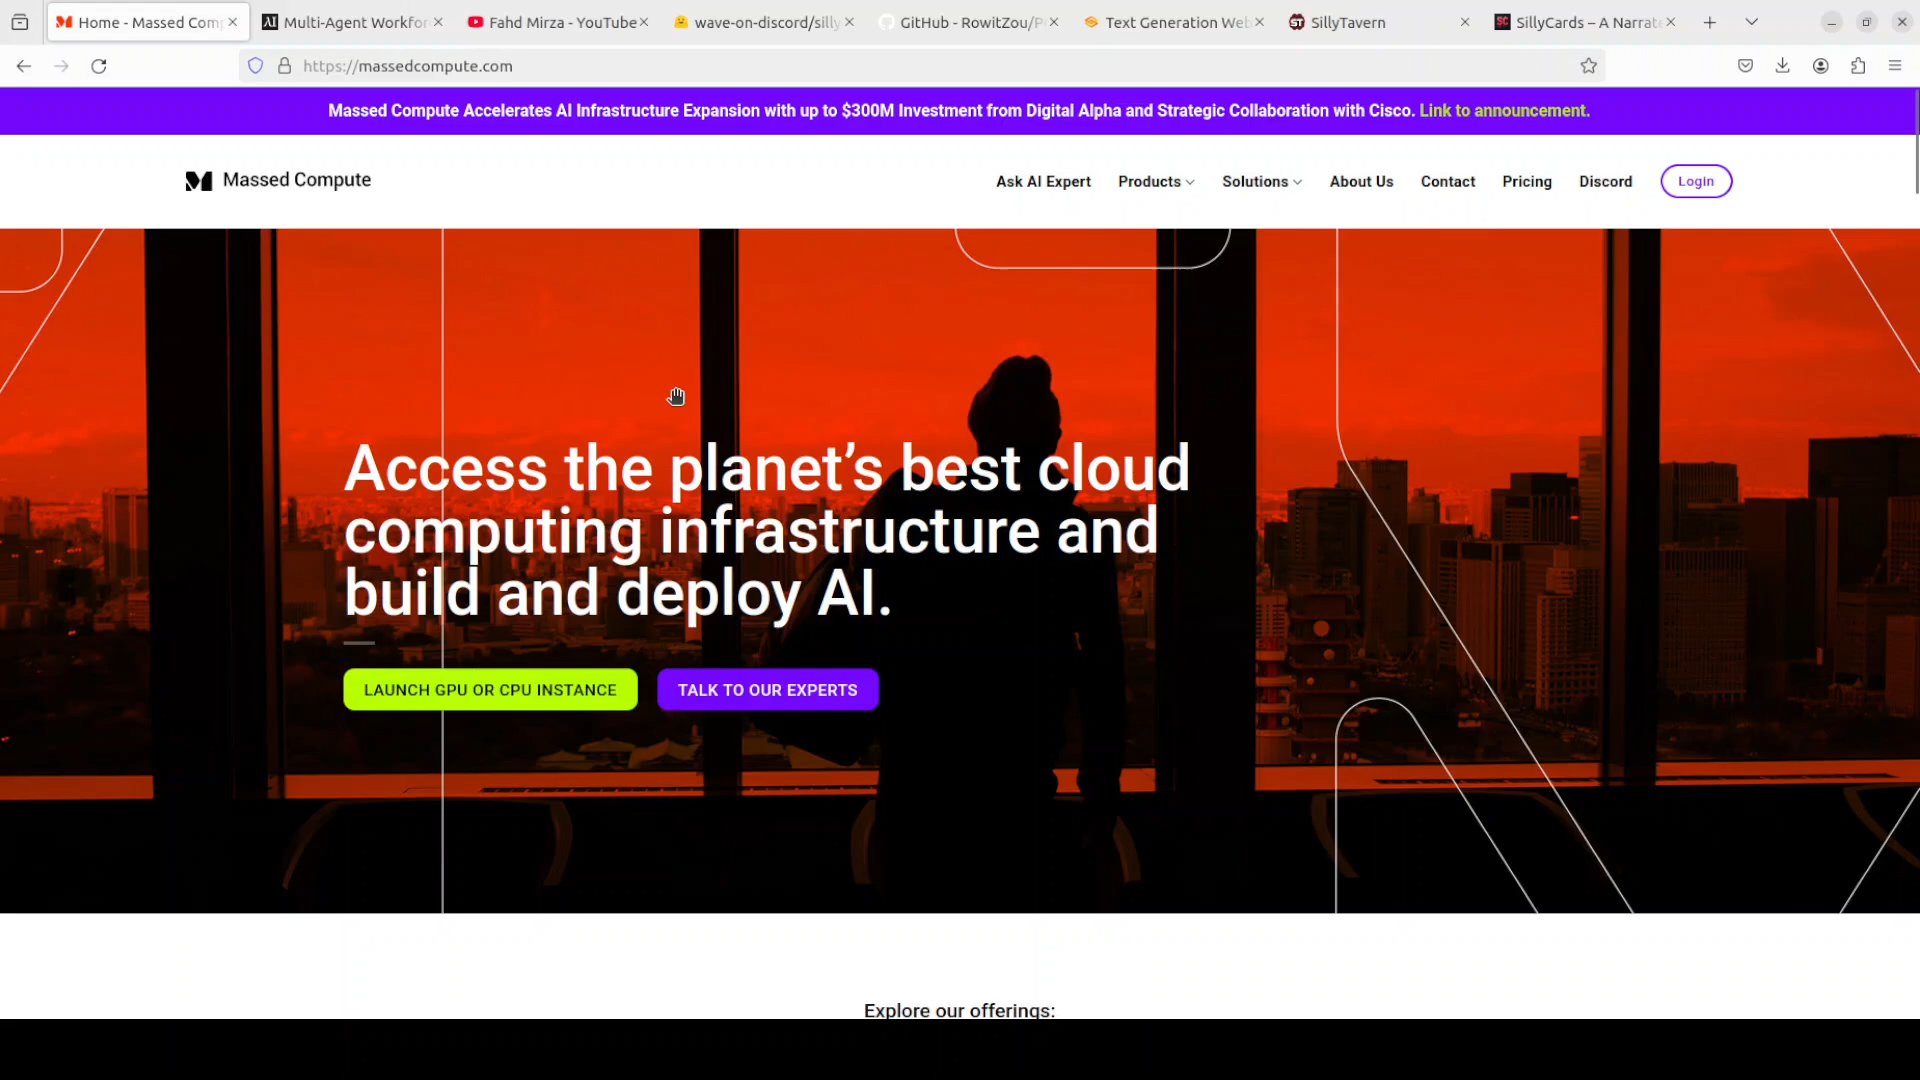 Home - Massed Comp
Multi-Agent Workfor
Fahd Mirza - YouTube
wave-on-discord/silly
GitHub - RowitZou/P
Text Generation Web
SillyTavern
SillyCards – A Narrat
https://massedcompute.com
Massed Compute Accelerates AI Infrastructure Expansion with up to $300M Investment from Digital Alpha and Strategic Collaboration with Cisco. Link to announcement.
Massed Compute
Ask AI Expert
Products
Solutions
About Us
Contact
Pricing
Discord
Login
Access the planet’s best cloud
computing infrastructure and
build and deploy AI.
LAUNCH GPU OR CPU INSTANCE
TALK TO OUR EXPERTS
Explore our offerings: